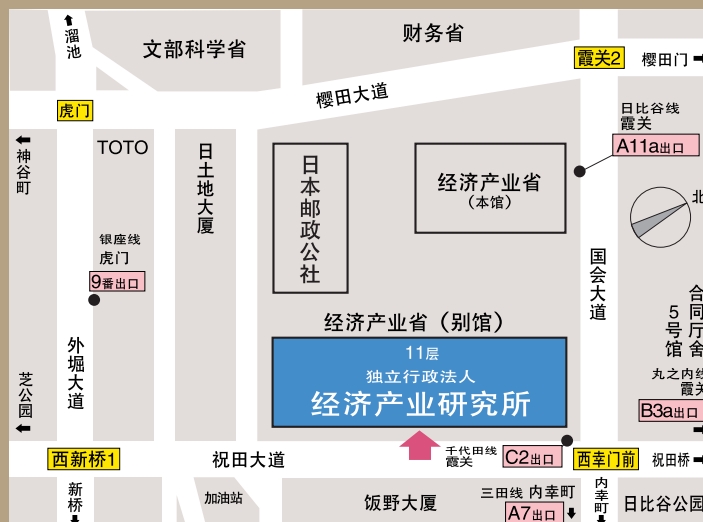 溜池
文部科学省
财务省
霞关2
樱田门
樱田大道
虎门
日比谷线
霞关
A11a出口
神谷町
TOTO
日土地大厦
日本邮政公社
经济产业省
（本馆）
北
银座线
虎门
9番出口
国会大道
合同厅舍
5号馆
外堀大道
经济产业省（别馆）
11层
独立行政法人
经济产业研究所
芝公园
丸之内线
霞关
B3a出口
西新桥1
祝田大道
千代田线
霞关
C2出口
西幸门前
祝田桥
新桥
加油站
饭野大厦
三田线 内幸町
A7出口
内幸町
日比谷公园